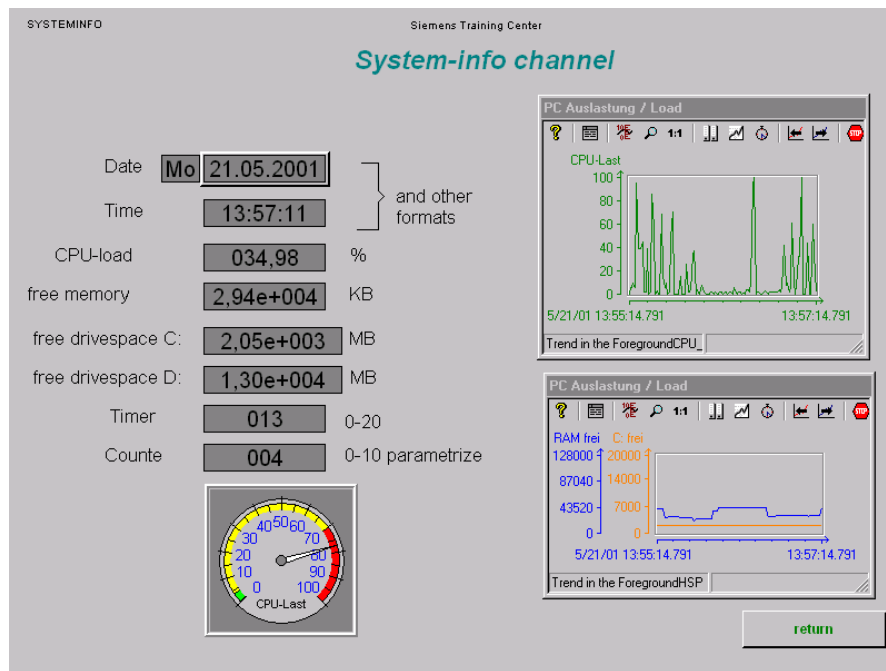 SYSTEMINFO
Siemens Training Center
System-info channel
Date Mo 21.05.2001
Time 13:57:11
and other
formats
CPU-load 034,98 %
free memory 2,94e+004 KB
free drivespace C: 2,05e+003 MB
free drivespace D: 1,30e+004 MB
Timer 013 0-20
Counte 004 0-10 parametrize
0 10 20 30 40 50 60 70 80 90 100
CPU-Last
PC Auslastung / Load
1:1 STOP
CPU-Last
100
80
60
40
20
0
5/21/01 13:55:14.791 13:57:14.791
Trend in the ForegroundCPU_
PC Auslastung / Load
1:1 STOP
RAM frei C: frei
128000 20000
87040 14000
43520 7000
0 0
5/21/01 13:55:14.791 13:57:14.791
Trend in the ForegroundHSP
return